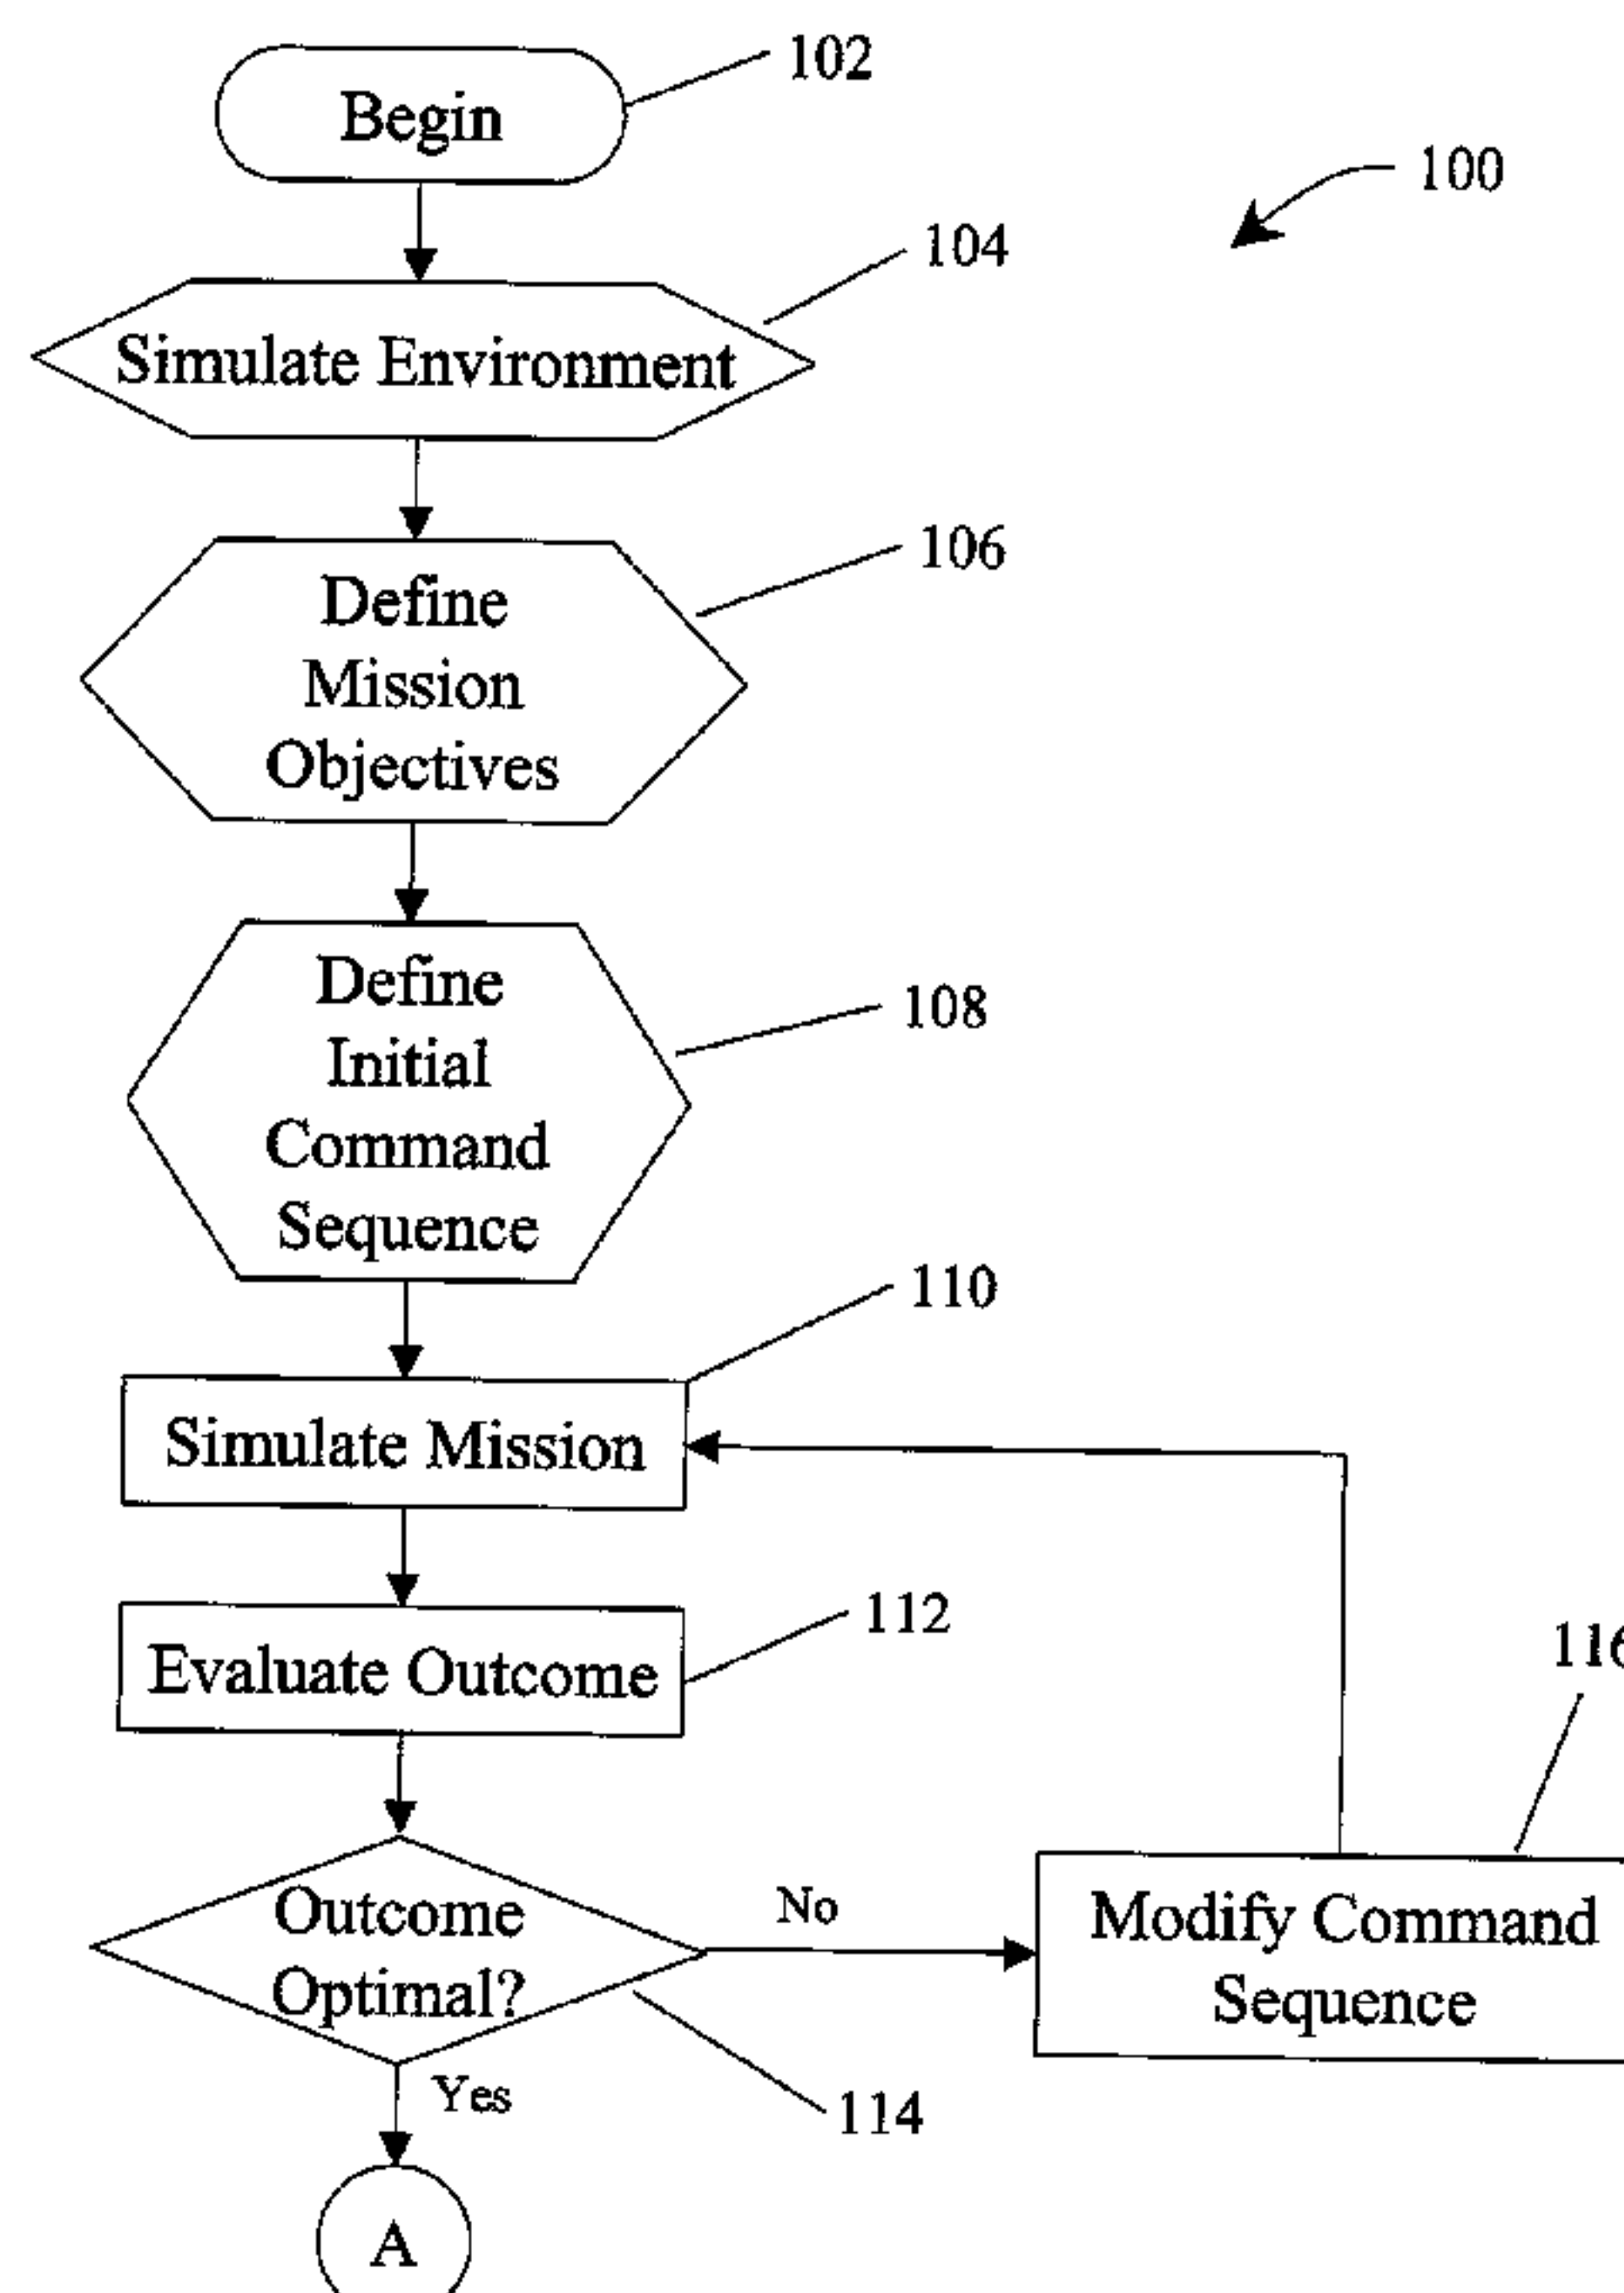 102
Begin
100
104
Simulate Environment
106
Define
Mission
Objectives
108
Define
Initial
Command
Sequence
110
Simulate Mission
112
Evaluate Outcome
116
Outcome
Optimal?
No
Modify Command
Sequence
Yes
114
A